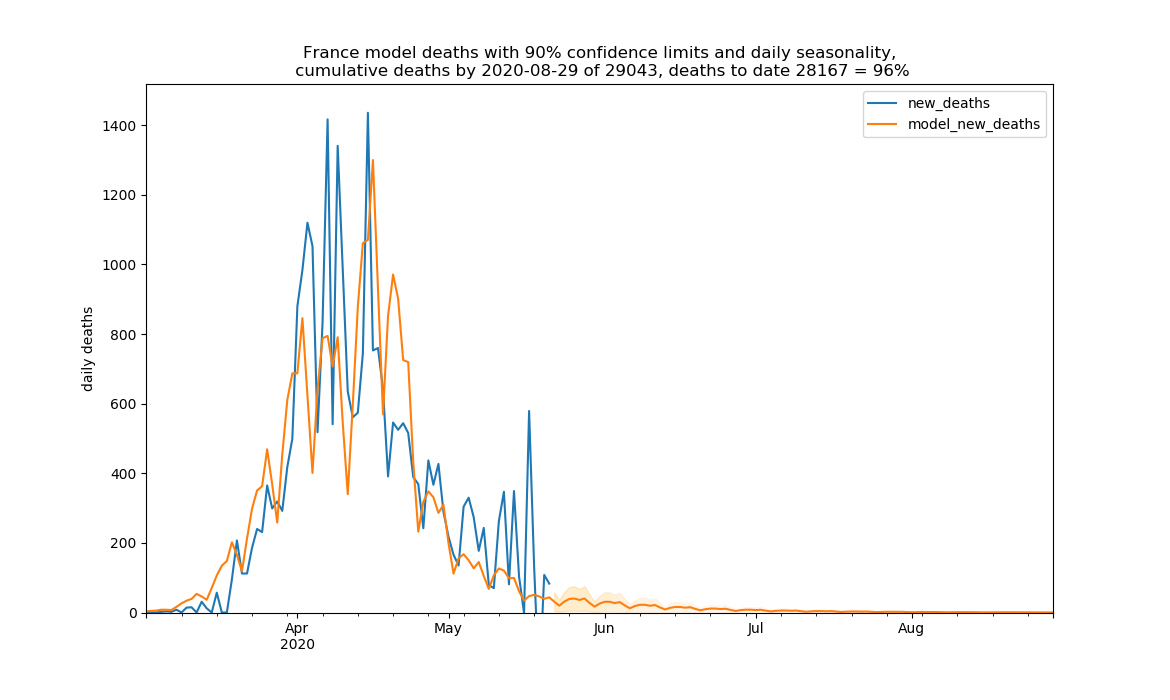 France model deaths with 90% confidence limits and daily seasonality,
cumulative deaths by 2020-08-29 of 29043, deaths to date 28167 = 96%
new_deaths
model_new_deaths
daily deaths
1400
1200
1000
800
600
400
200
0
Apr
2020
May
Jun
Jul
Aug